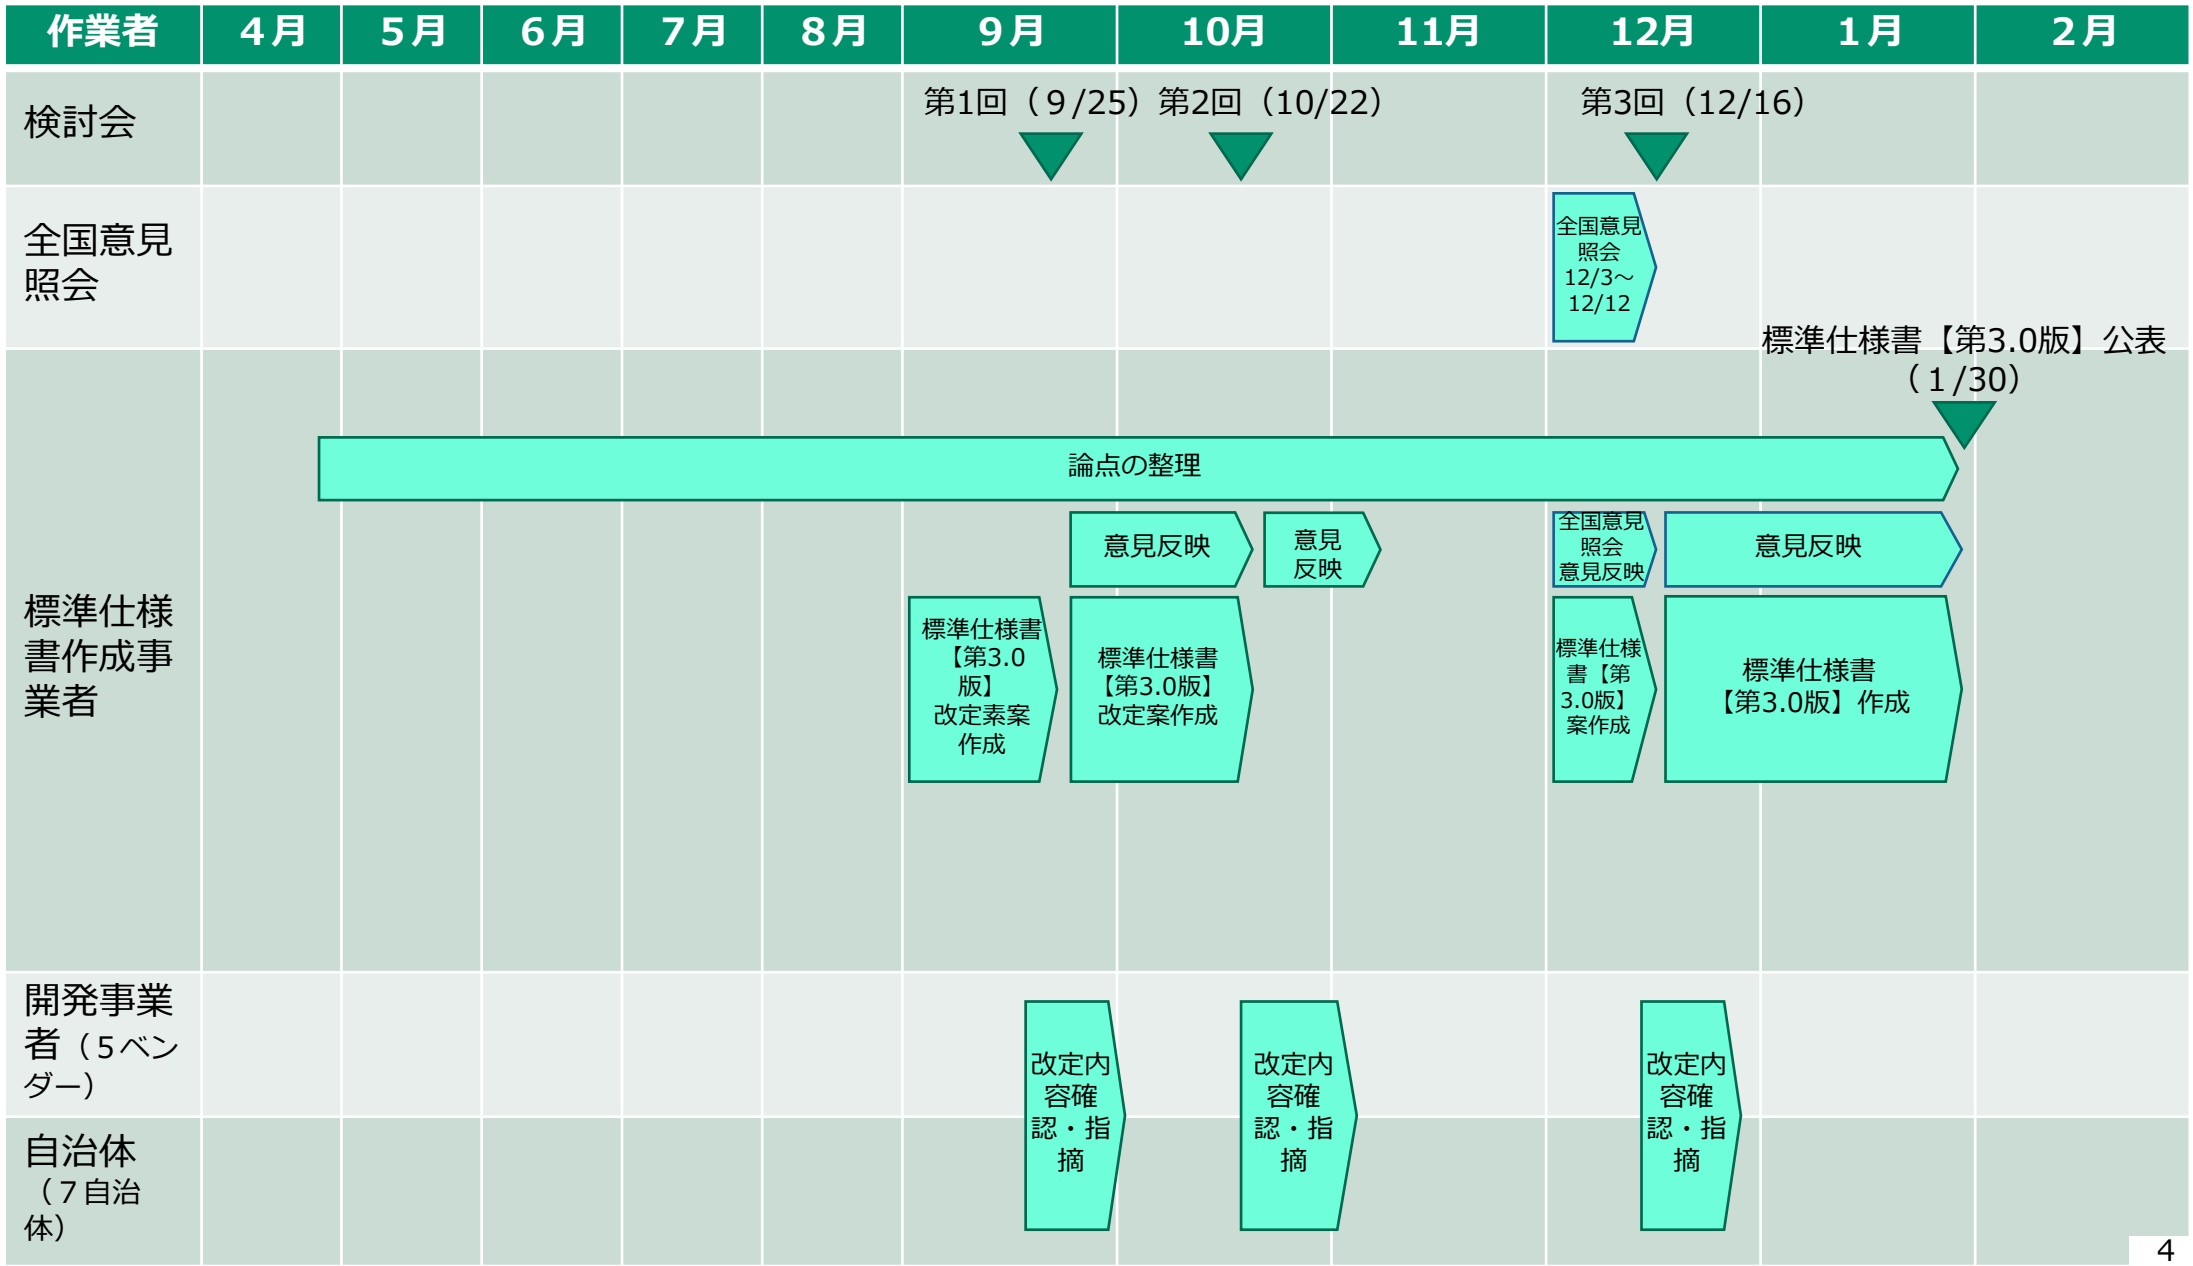 作業者
４月
５月
６月
７月
８月
９月
10月
11月
12月
１月
２月
検討会
第1回（９/25）
第2回（10/22）
第3回（12/16）
全国意見
照会
全国意見
照会
12/3～
12/12
標準仕様書【第3.0版】公表
（１/30）
標準仕様
書作成事
業者
論点の整理
意見反映
意見
反映
全国意見
照会
意見反映
意見反映
標準仕様書
【第3.0
版】
改定素案
作成
標準仕様書
【第3.0版】
改定案作成
標準仕様
書【第
3.0版】
案作成
標準仕様書
【第3.0版】作成
開発事業
者（５ベン
ダー）
自治体
（７自治
体）
改定内
容確
認・指
摘
改定内
容確
認・指
摘
改定内
容確
認・指
摘
4